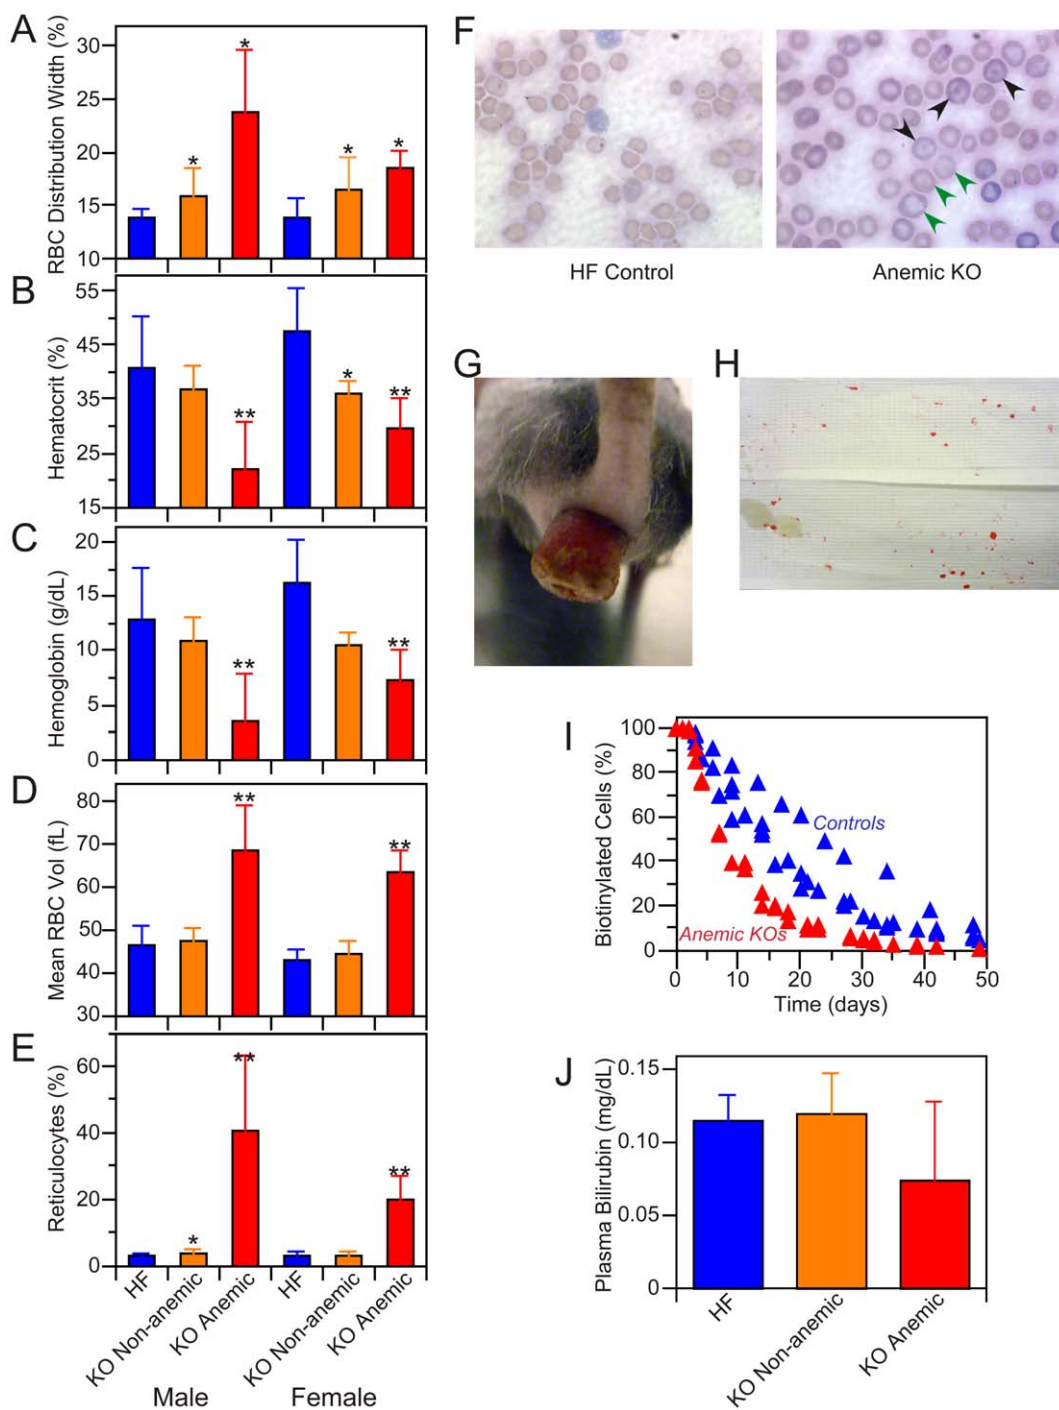 A
RBC Distribution Width (%)
30
25
20
15
10
*
*
*
*
B
Hematocrit (%)
55
45
35
25
15
**
*
**
C
Hemoglobin (g/dL)
20
15
10
5
0
**
**
D
Mean RBC Vol (fL)
80
70
60
50
40
30
**
**
E
Reticulocytes (%)
60
40
20
0
*
**
**
HF
KO Non-anemic
KO Anemic
HF
KO Non-anemic
KO Anemic
Male
Female
F
HF Control
Anemic KO
G
H
I
Biotinylated Cells (%)
100
80
60
40
20
0
Controls
Anemic KOs
0
10
20
30
40
50
Time (days)
J
Plasma Bilirubin (mg/dL)
0.15
0.10
0.05
0
HF
KO Non-anemic
KO Anemic